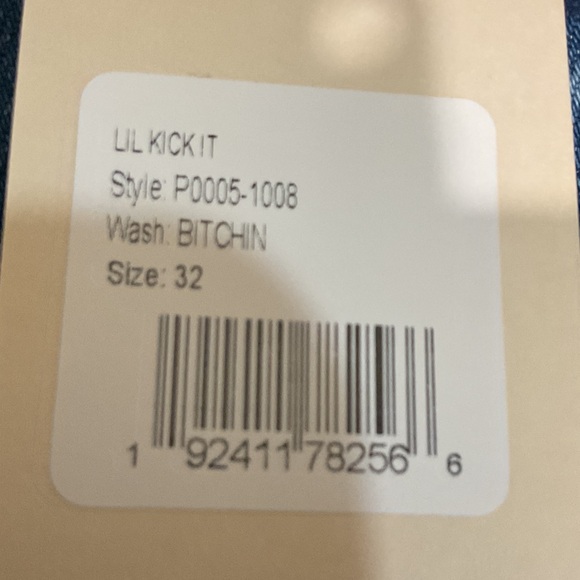 LIL KICK IT
Style: P0005-1008
Wash: BITCHIN
Size: 32
1 92411 78256 6